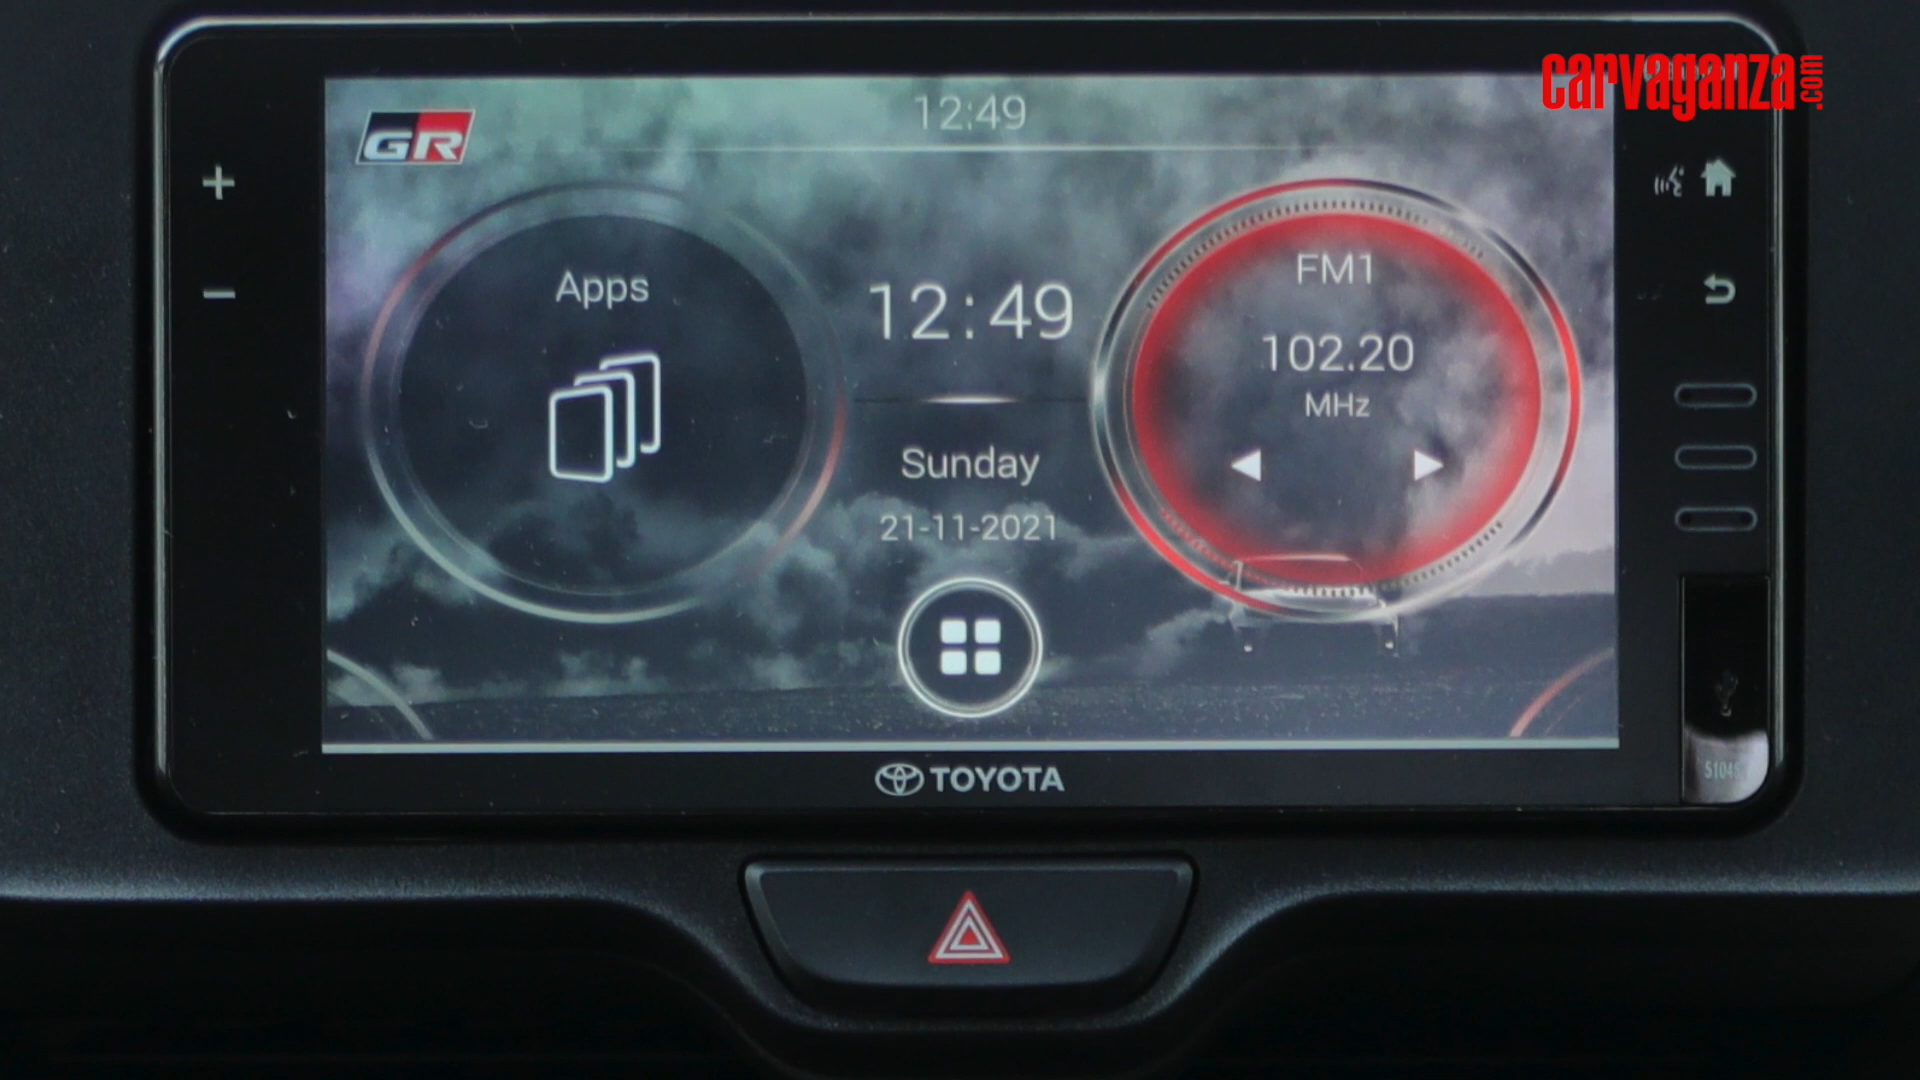 carvaganza.com
GR
12:49
Apps
12:49
Sunday
21-11-2021
FM1
102.20
MHz
TOYOTA